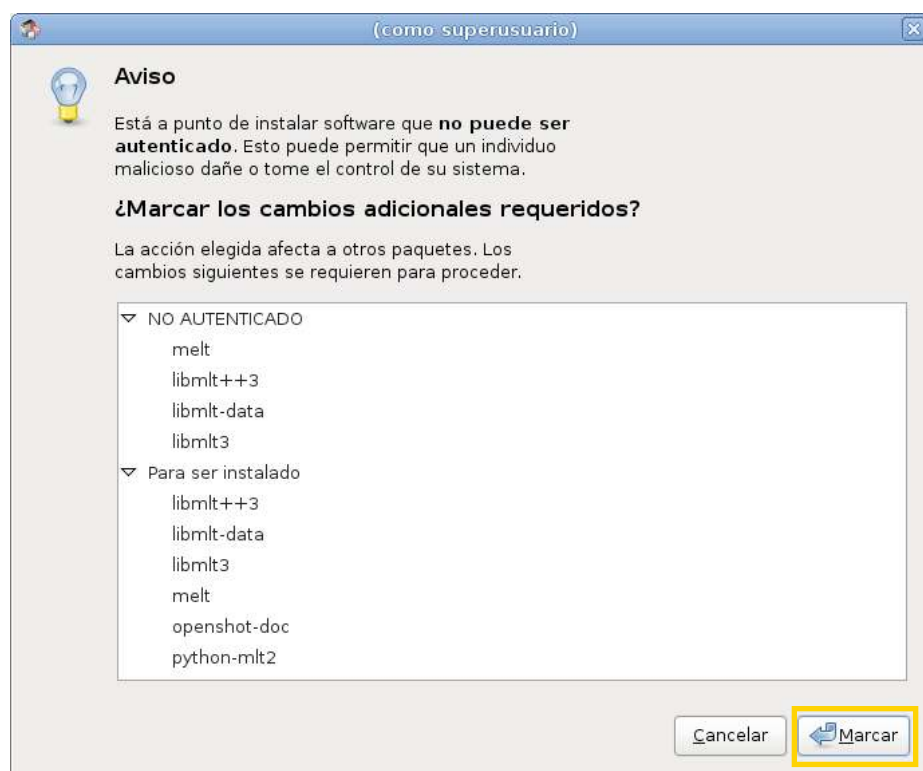 (como superusuario)
Aviso
Está a punto de instalar software que no puede ser
autenticado. Esto puede permitir que un individuo
malicioso dañe o tome el control de su sistema.
¿Marcar los cambios adicionales requeridos?
La acción elegida afecta a otros paquetes. Los
cambios siguientes se requieren para proceder.
NO AUTENTICADO
melt
libmlt++3
libmlt-data
libmlt3
Para ser instalado
libmlt++3
libmlt-data
libmlt3
melt
openshot-doc
python-mlt2
Cancelar
Marcar